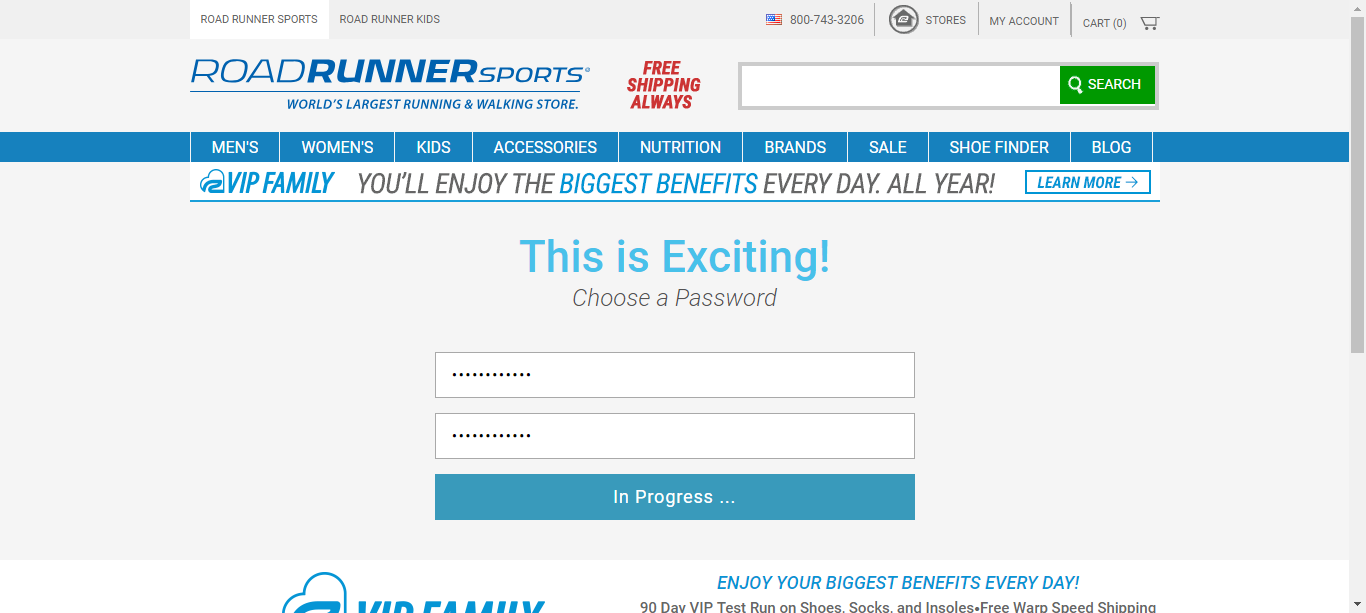 ROAD RUNNER SPORTS ROAD RUNNER KIDS 800-743-3206 STORES MY ACCOUNT CART (0)
ROADRUNNERSPORTS®
WORLD'S LARGEST RUNNING & WALKING STORE.
FREE
SHIPPING
ALWAYS
SEARCH
MEN'S WOMEN'S KIDS ACCESSORIES NUTRITION BRANDS SALE SHOE FINDER BLOG
VIP FAMILY YOU'LL ENJOY THE BIGGEST BENEFITS EVERY DAY. ALL YEAR! LEARN MORE →
This is Exciting!
Choose a Password
••••••••••••
••••••••••••
In Progress ...
VIP FAMILY
ENJOY YOUR BIGGEST BENEFITS EVERY DAY!
90 Day VIP Test Run on Shoes, Socks, and Insoles•Free Warp Speed Shipping